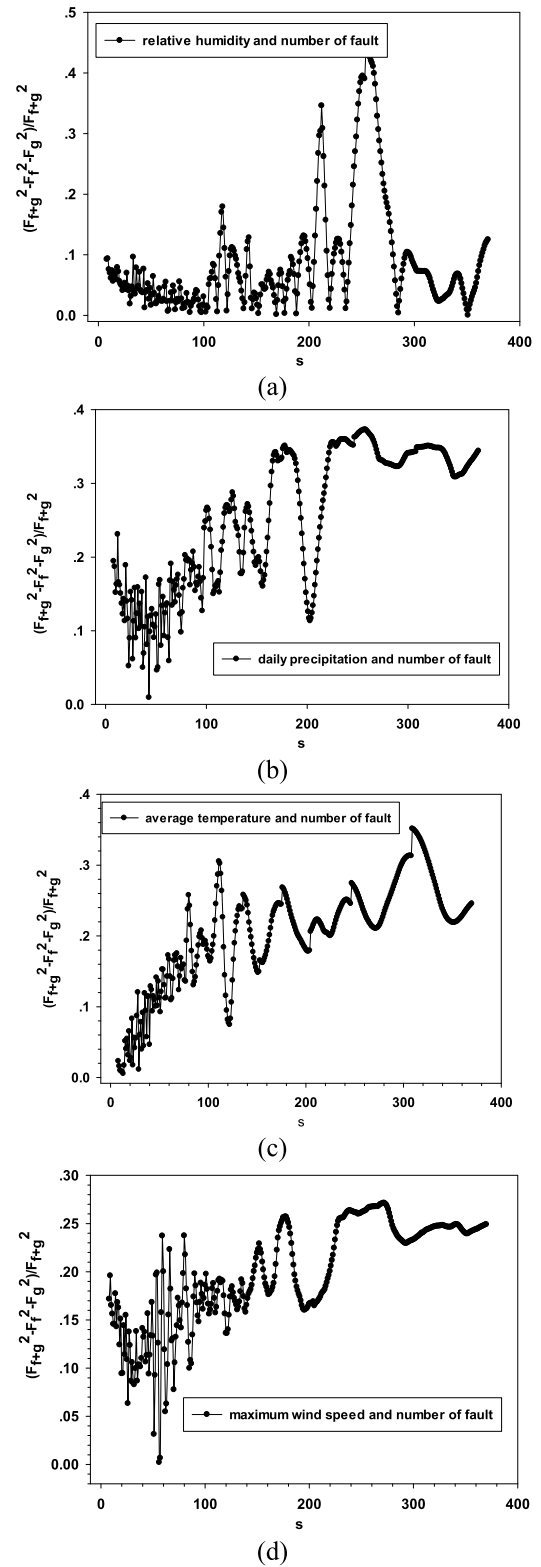 .5
relative humidity and number of fault
.4
.3
.2
.1
0.0
(F_{f+g}^2-F_f^2-F_g^2)/F_{f+g}^2
0 100 200 300 400
s
(a)
.4
.3
.2
.1
0.0
(F_{f+g}^2-F_f^2-F_g^2)/F_{f+g}^2
daily precipitation and number of fault
0 100 200 300 400
s
(b)
.4
average temperature and number of fault
.3
.2
.1
0.0
(F_{f+g}^2-F_f^2-F_g^2)/F_{f+g}^2
0 100 200 300 400
s
(c)
.30
.25
.20
.15
.10
.05
0.00
(F_{f+g}^2-F_f^2-F_g^2)/F_{f+g}^2
maximum wind speed and number of fault
0 100 200 300 400
s
(d)